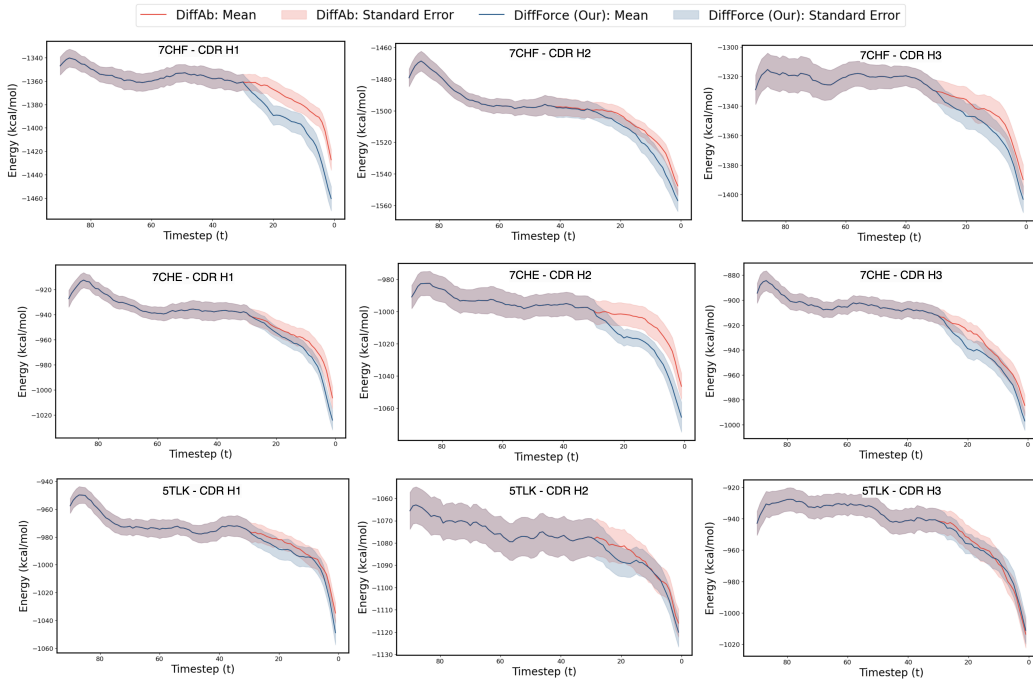 DiffAb: Mean DiffAb: Standard Error DiffForce (Our): Mean DiffForce (Our): Standard Error
7CHF - CDR H1
Energy (kcal/mol)
−1340
−1360
−1380
−1400
−1420
−1440
−1460
80 60 40 20 0
Timestep (t)
7CHF - CDR H2
Energy (kcal/mol)
−1460
−1480
−1500
−1520
−1540
−1560
80 60 40 20 0
Timestep (t)
7CHF - CDR H3
Energy (kcal/mol)
−1300
−1320
−1340
−1360
−1380
−1400
80 60 40 20 0
Timestep (t)
7CHE - CDR H1
Energy (kcal/mol)
−920
−940
−960
−980
−1000
−1020
80 60 40 20 0
Timestep (t)
7CHE - CDR H2
Energy (kcal/mol)
−980
−1000
−1020
−1040
−1060
80 60 40 20 0
Timestep (t)
7CHE - CDR H3
Energy (kcal/mol)
−880
−900
−920
−940
−960
−980
−1000
80 60 40 20 0
Timestep (t)
5TLK - CDR H1
Energy (kcal/mol)
−940
−960
−980
−1000
−1020
−1040
−1060
80 60 40 20 0
Timestep (t)
5TLK - CDR H2
Energy (kcal/mol)
−1060
−1070
−1080
−1090
−1100
−1110
−1120
−1130
80 60 40 20 0
Timestep (t)
5TLK - CDR H3
Energy (kcal/mol)
−920
−940
−960
−980
−1000
−1020
80 60 40 20 0
Timestep (t)